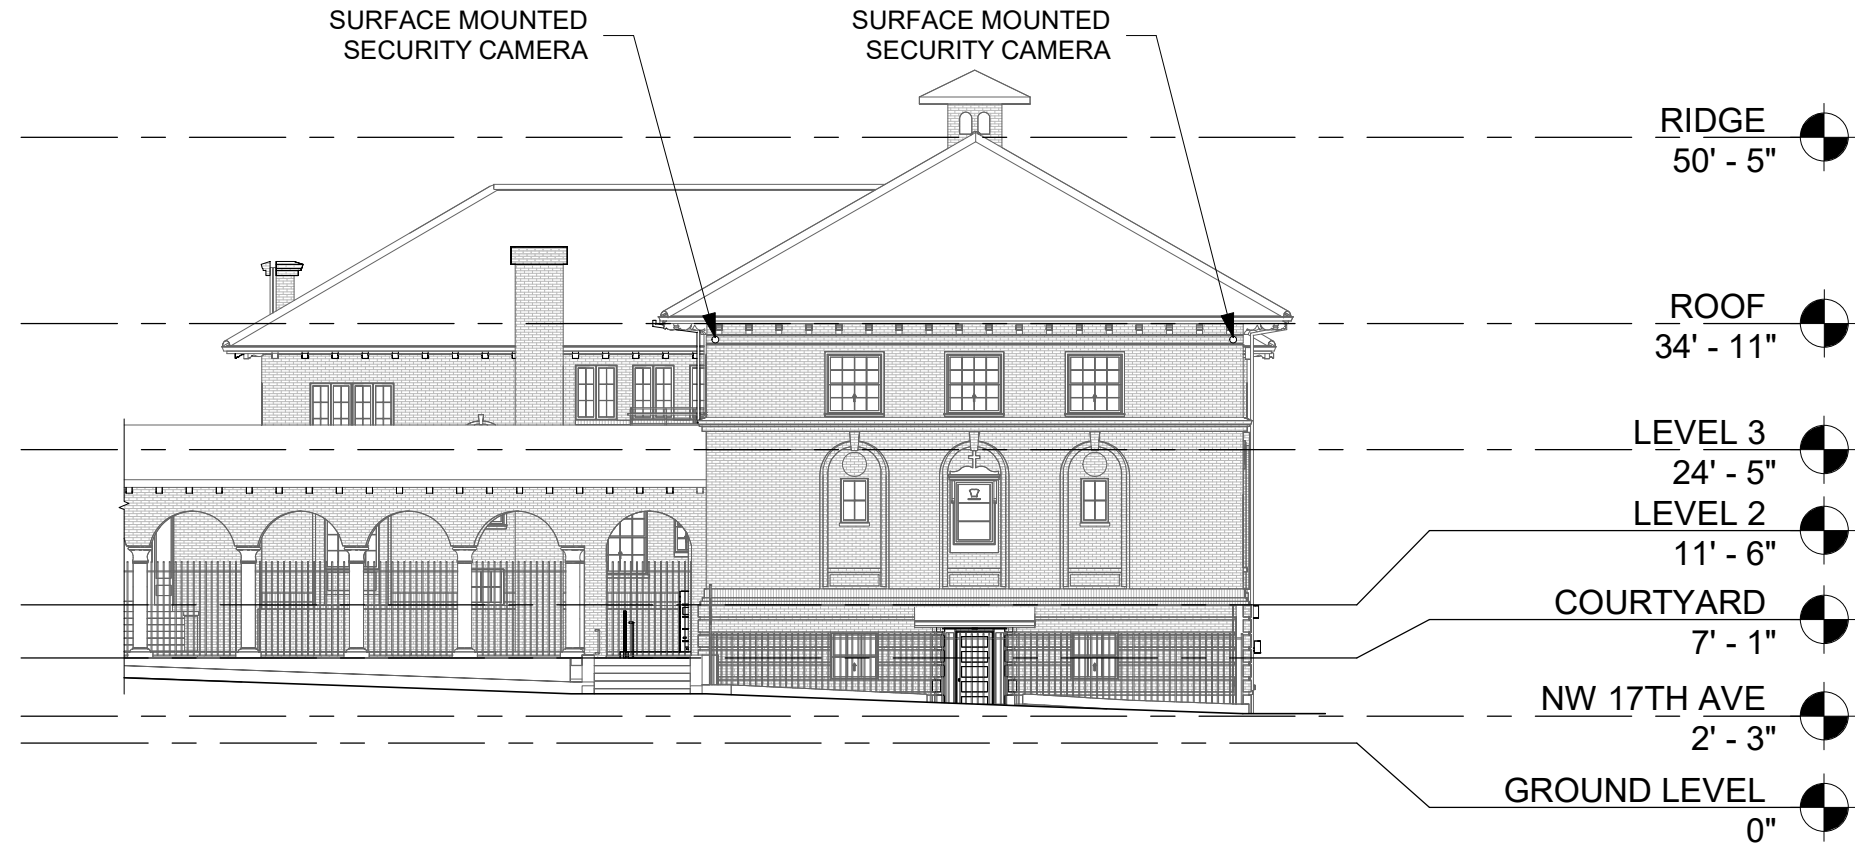 SURFACE MOUNTED
SECURITY CAMERA
SURFACE MOUNTED
SECURITY CAMERA
RIDGE
50' - 5"
ROOF
34' - 11"
LEVEL 3
24' - 5"
LEVEL 2
11' - 6"
COURTYARD
7' - 1"
NW 17TH AVE
2' - 3"
GROUND LEVEL
0"